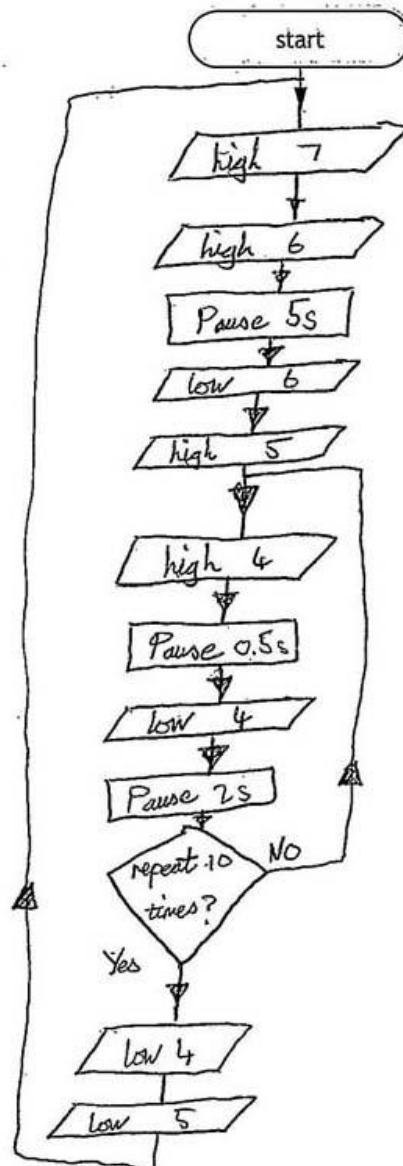 start
high 7
high 6
Pause 5s
low 6
high 5
high 4
Pause 0.5s
low 4
Pause 2s
repeat 10
NO
times?
Yes
low 4
low 5